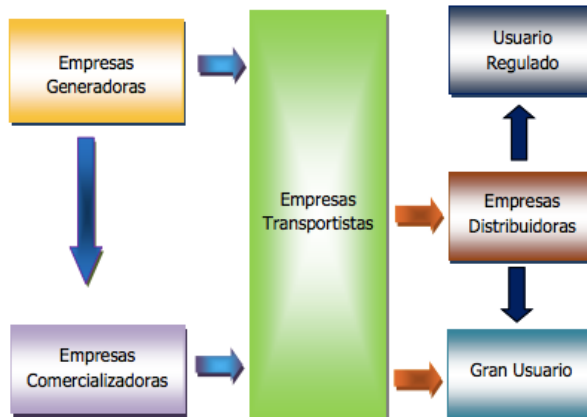 Empresas
Generadoras
Usuario
Regulado
Empresas
Transportistas
Empresas
Distribuidoras
Empresas
Comercializadoras
Gran Usuario